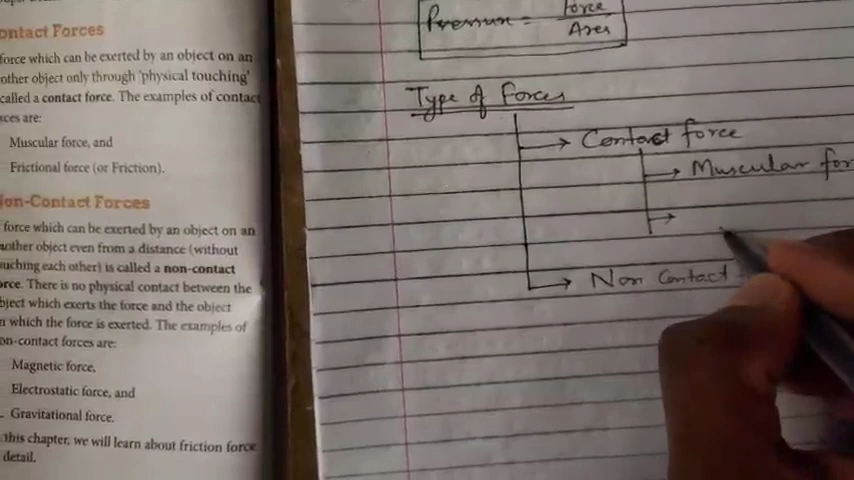 ontact Forces
force which can be exerted by an object on an
nother object only through 'physical touching'
called a contact force. The examples of contact
ces are:
Muscular force, and
Frictional force (or Friction).
on-Contact Forces
force which can be exerted by an object on an
another object even from a distance (without
uching each other) is called a non-contact
orce. There is no physical contact between the
bject which exerts the force and the object
n which the force is exerted. The examples of
on-contact forces are:
Magnetic force,
Electrostatic force, and
Gravitational force.
this chapter, we will learn about friction force
detail.
Pressure = Force
Area
Type of Forces
Contact force
Muscular for
Non Contact